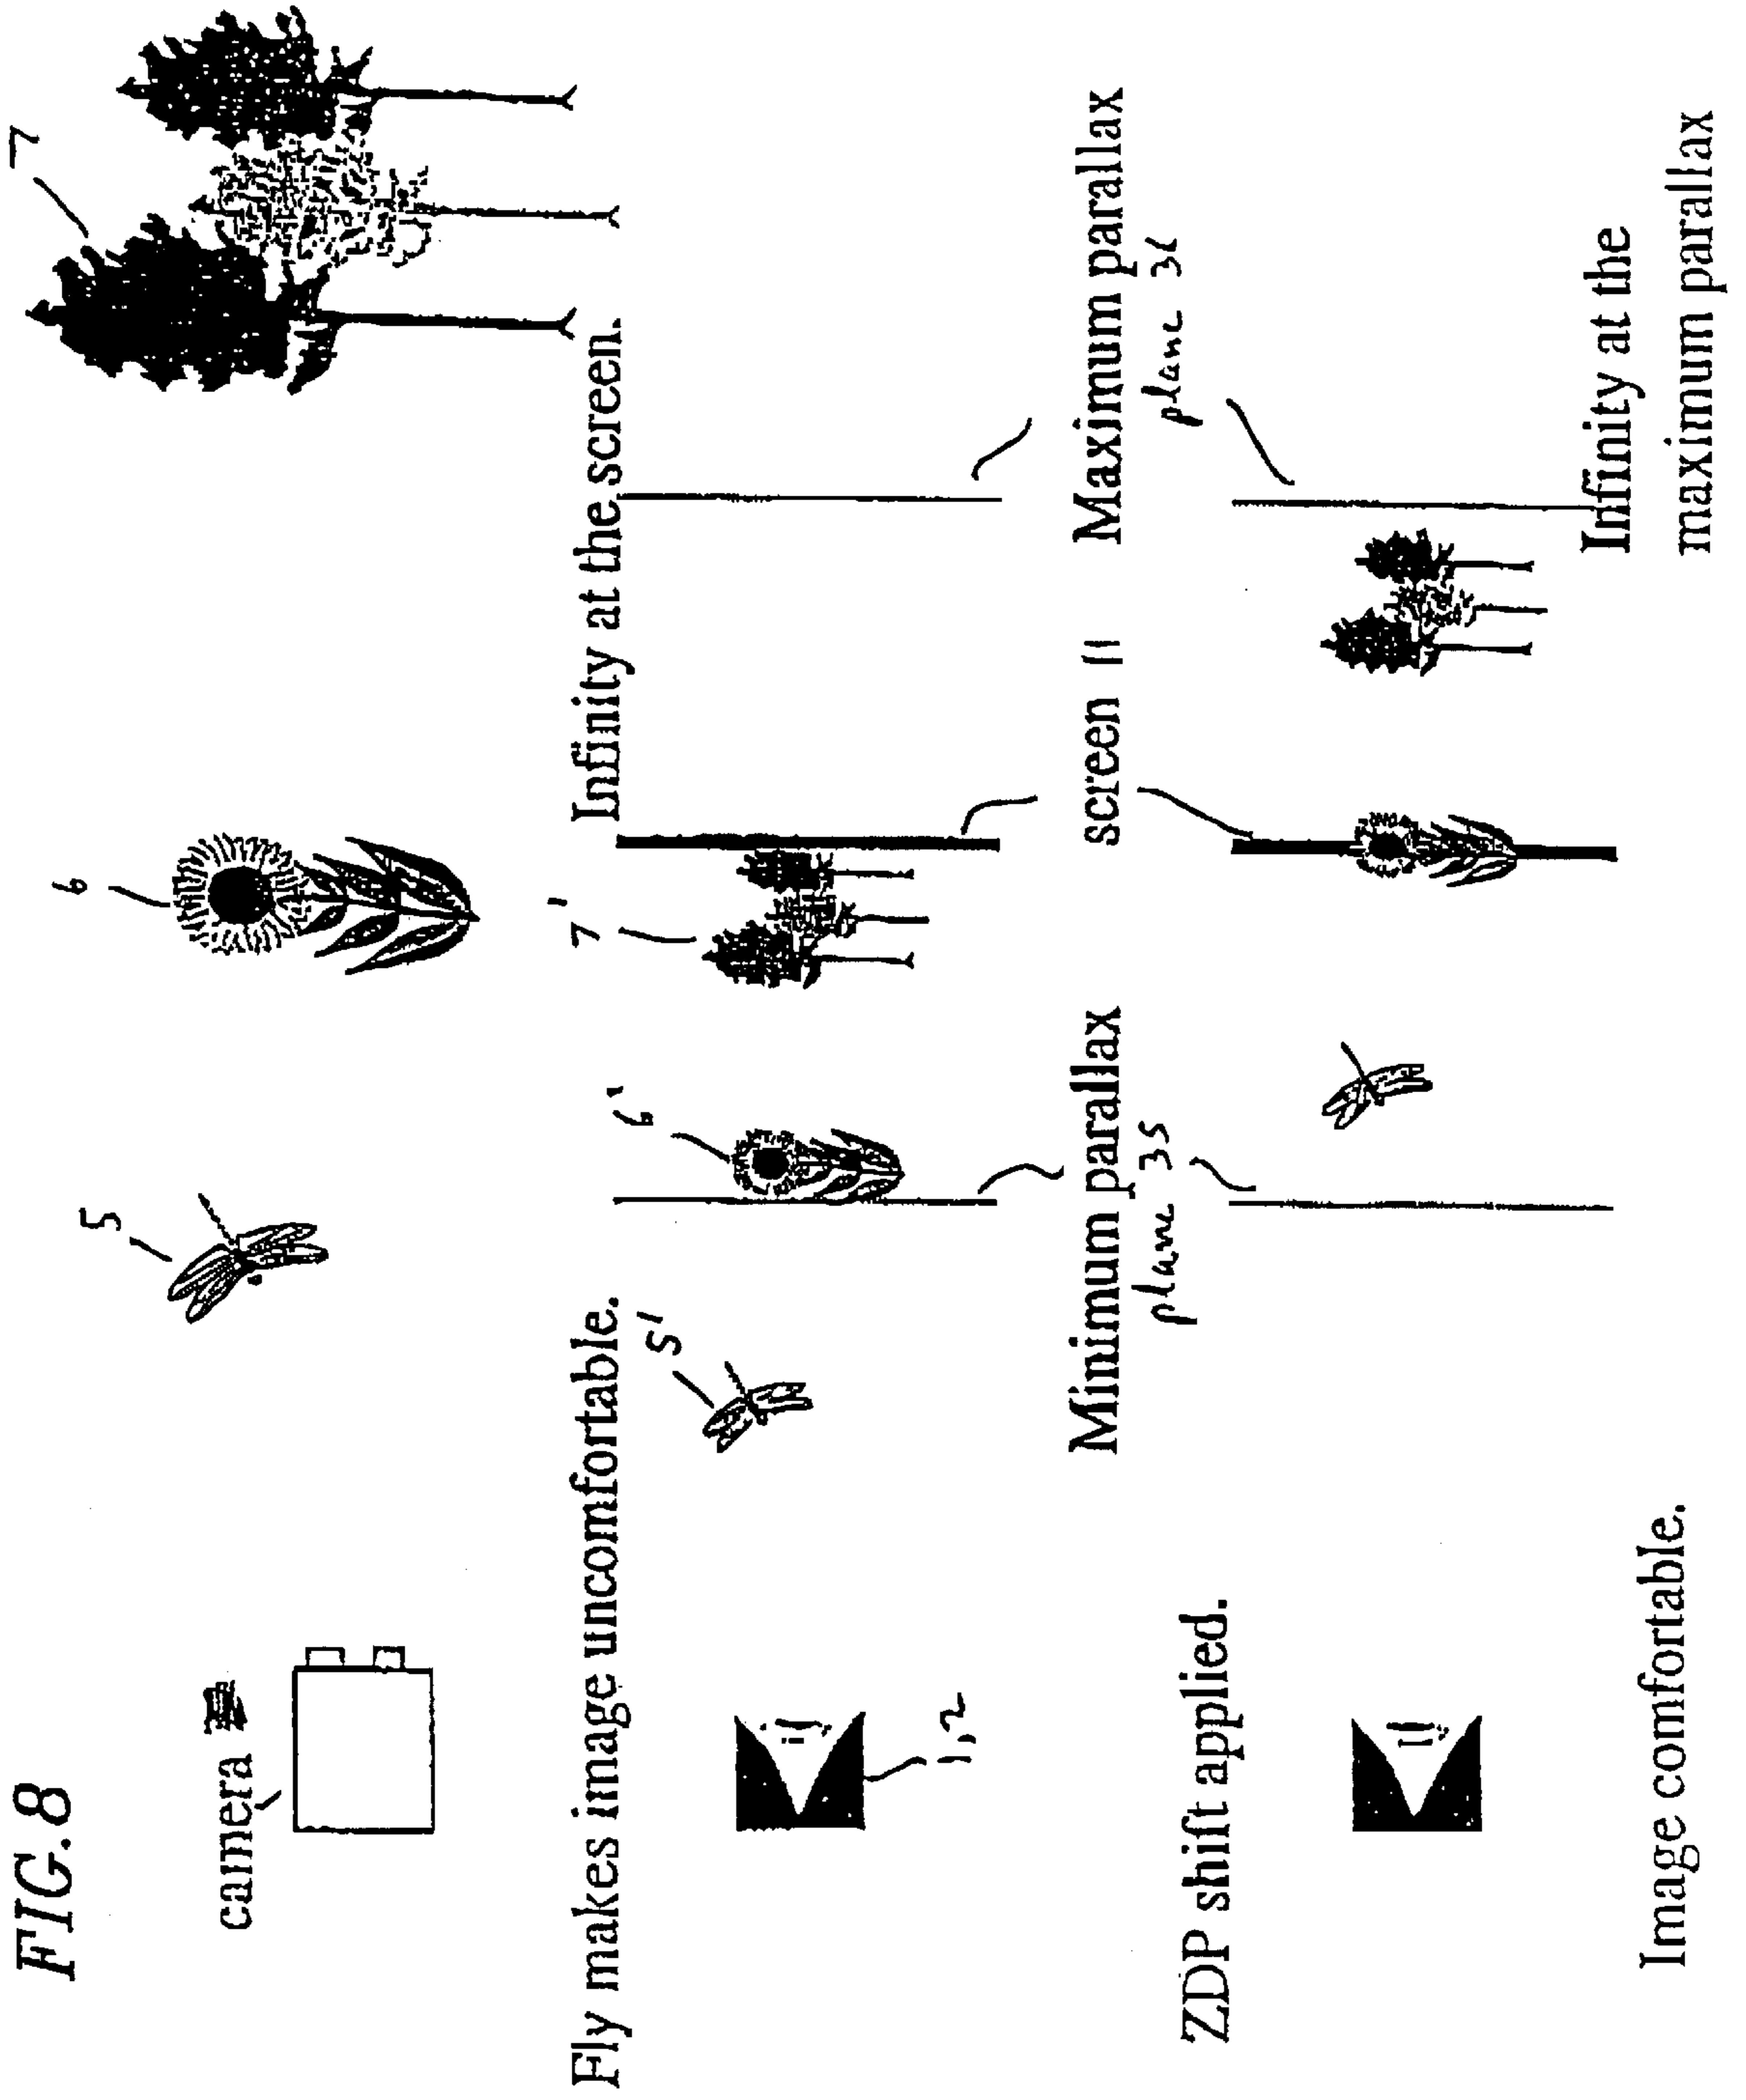 FIG.8
7
6
5
camera
Fly makes image uncomfortable.
Infinity at the screen.
5'
6'
7'
1,2
Minimum parallax
plane 35
screen 11
Maximum parallax
plane 36
ZDP shift applied.
Image comfortable.
Infinity at the
maximum parallax